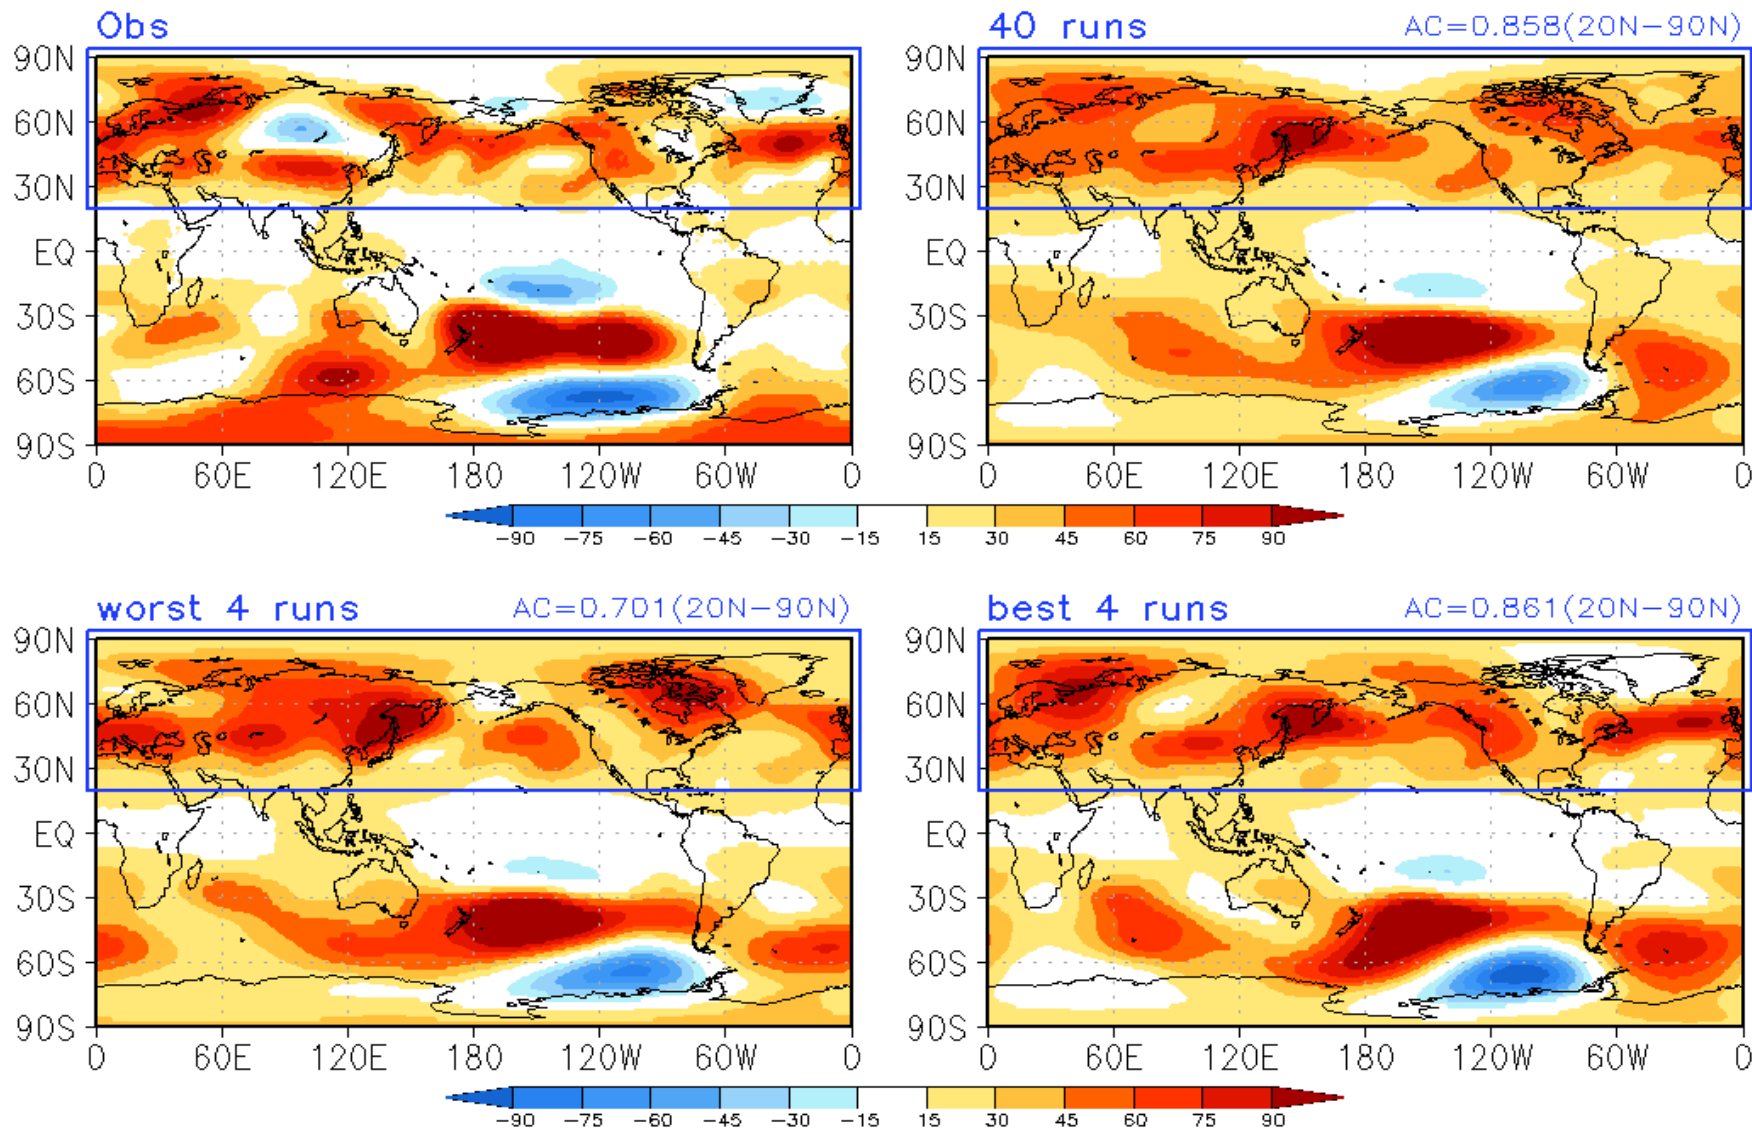 Obs
40 runs AC=0.858(20N−90N)
90N 90N
60N 60N
30N 30N
EQ EQ
30S 30S
60S 60S
90S 90S
0 60E 120E 180 120W 60W 0 0 60E 120E 180 120W 60W 0
−90 −75 −60 −45 −30 −15 15 30 45 60 75 90
worst 4 runs AC=0.701(20N−90N)
best 4 runs AC=0.861(20N−90N)
90N 90N
60N 60N
30N 30N
EQ EQ
30S 30S
60S 60S
90S 90S
0 60E 120E 180 120W 60W 0 0 60E 120E 180 120W 60W 0
−90 −75 −60 −45 −30 −15 15 30 45 60 75 90